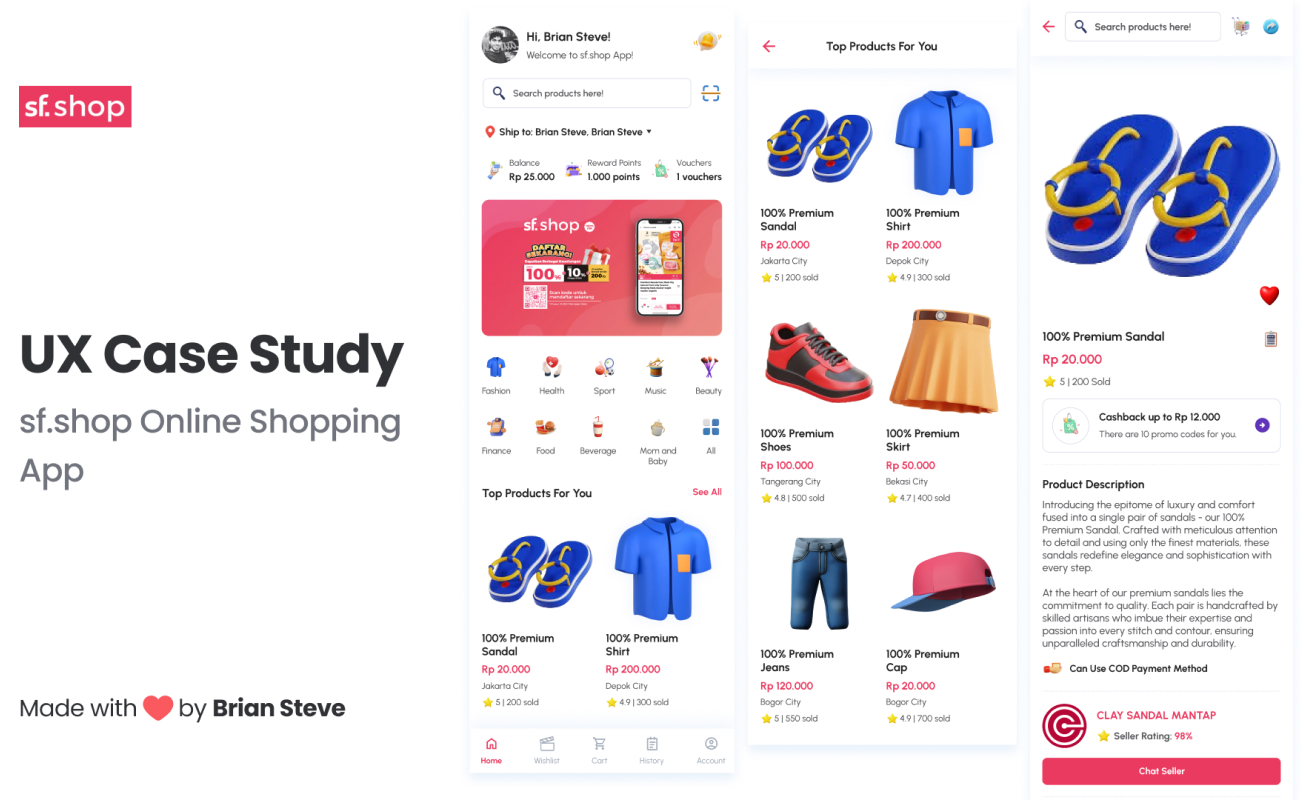 sf.shop
UX Case Study
sf.shop Online Shopping
App
Made with by Brian Steve
Hi, Brian Steve!
Welcome to sf.shop App!
Search products here!
Ship to: Brian Steve, Brian Steve
Balance
Rp 25.000
Reward Points
1.000 points
Vouchers
1 vouchers
sf.shop
DAFTAR
SEKARANG!
100%
10%
Scan kode untuk
mendaftar sekarang
Fashion
Health
Sport
Music
Beauty
Finance
Food
Beverage
Mom and
Baby
All
Top Products For You
See All
100% Premium
Sandal
Rp 20.000
Jakarta City
5 | 200 sold
100% Premium
Shirt
Rp 200.000
Depok City
4.9 | 300 sold
Home
Wishlist
Cart
History
Account
Top Products For You
100% Premium
Sandal
Rp 20.000
Jakarta City
5 | 200 sold
100% Premium
Shirt
Rp 200.000
Depok City
4.9 | 300 sold
100% Premium
Shoes
Rp 100.000
Tangerang City
4.8 | 500 sold
100% Premium
Skirt
Rp 50.000
Bekasi City
4.7 | 400 sold
100% Premium
Jeans
Rp 120.000
Bogor City
5 | 550 sold
100% Premium
Cap
Rp 20.000
Bogor City
4.9 | 700 sold
Search products here!
100% Premium Sandal
Rp 20.000
5 | 200 Sold
Cashback up to Rp 12.000
There are 10 promo codes for you.
Product Description
Introducing the epitome of luxury and comfort
fused into a single pair of sandals - our 100%
Premium Sandal. Crafted with meticulous attention
to detail and using only the finest materials, these
sandals redefine elegance and sophistication with
every step.
At the heart of our premium sandals lies the
commitment to quality. Each pair is handcrafted by
skilled artisans who imbue their expertise and
passion into every stitch and contour, ensuring
unparalleled craftsmanship and durability.
Can Use COD Payment Method
CLAY SANDAL MANTAP
Seller Rating: 98%
Chat Seller